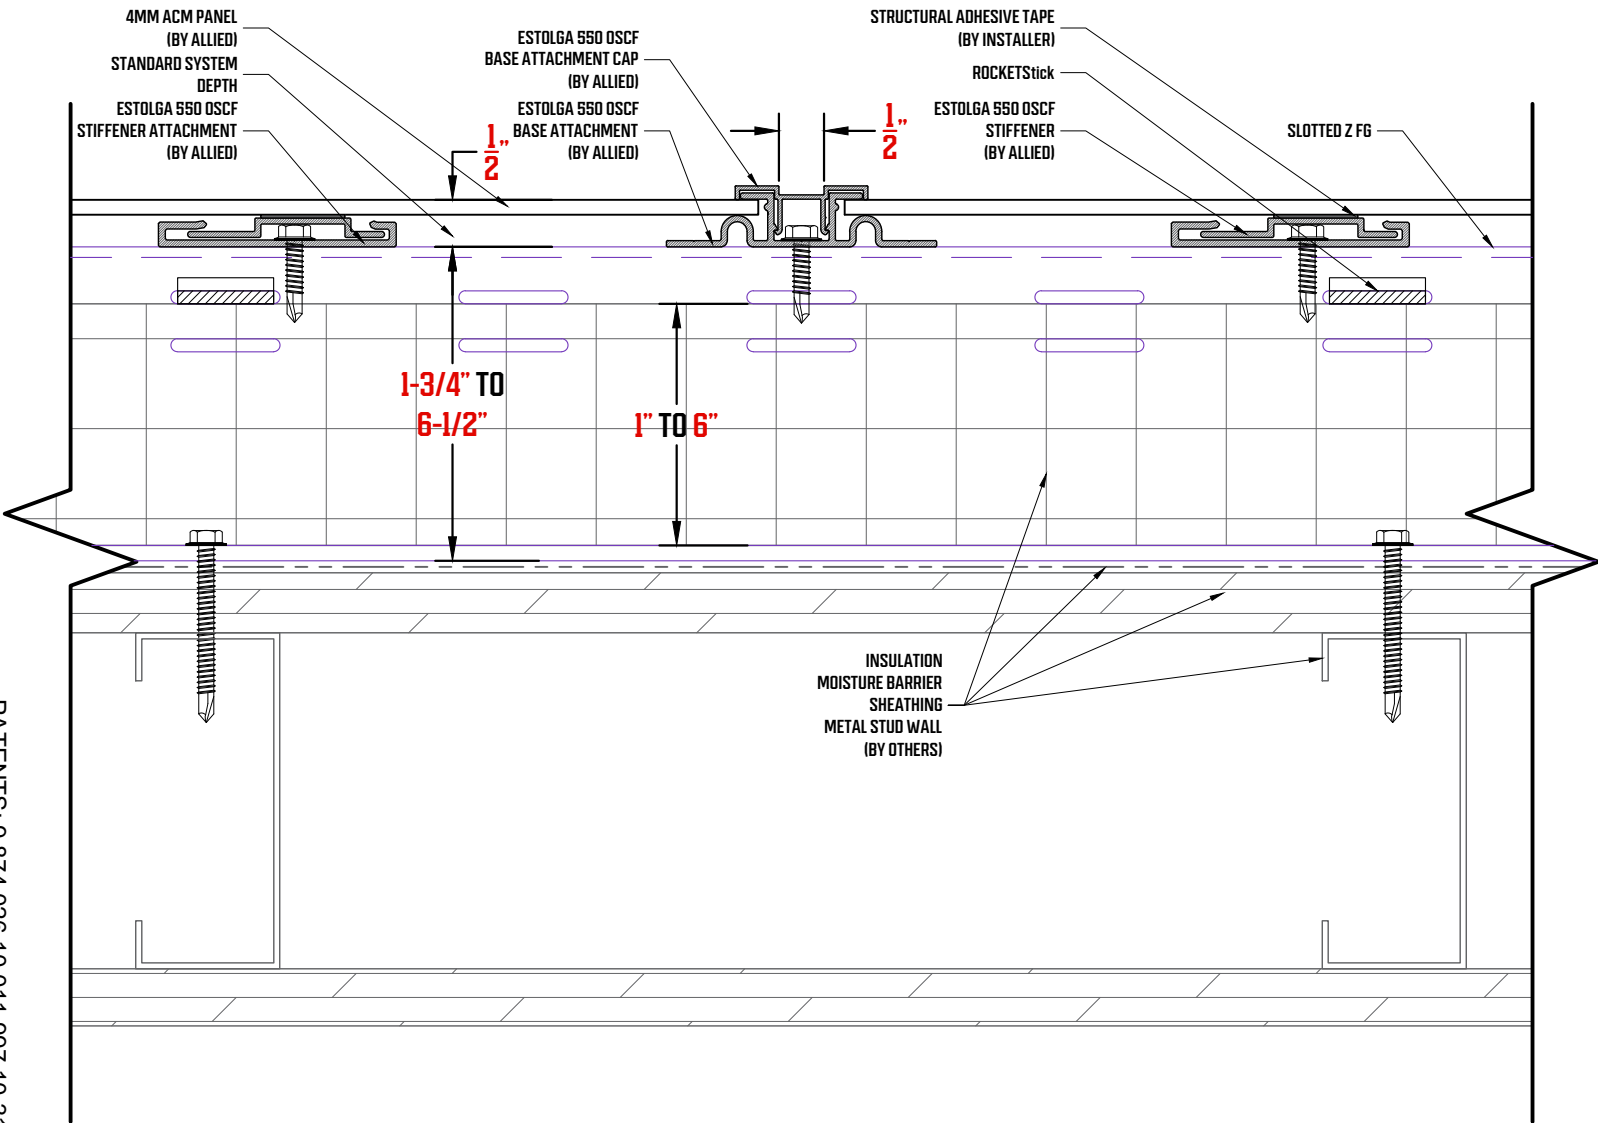 4MM ACM PANEL
(BY ALLIED)
STANDARD SYSTEM
DEPTH
ESTOLGA 550 OSCF
STIFFENER ATTACHMENT
(BY ALLIED)
1/2"
ESTOLGA 550 OSCF
BASE ATTACHMENT CAP
(BY ALLIED)
ESTOLGA 550 OSCF
BASE ATTACHMENT
(BY ALLIED)
1/2"
STRUCTURAL ADHESIVE TAPE
(BY INSTALLER)
ROCKETStick
ESTOLGA 550 OSCF
STIFFENER
(BY ALLIED)
SLOTTED Z FG
1-3/4" TO
6-1/2"
1" TO 6"
INSULATION
MOISTURE BARRIER
SHEATHING
METAL STUD WALL
(BY OTHERS)